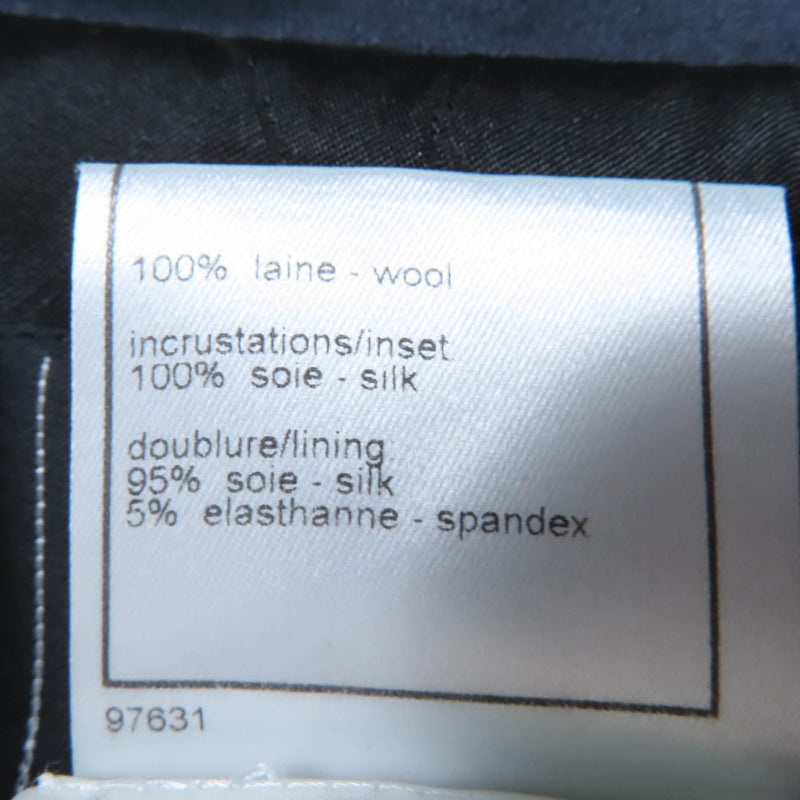 100% laine - wool
incrustations/inset
100% soie - silk
doublure/lining
95% soie - silk
5% elasthanne - spandex
97631